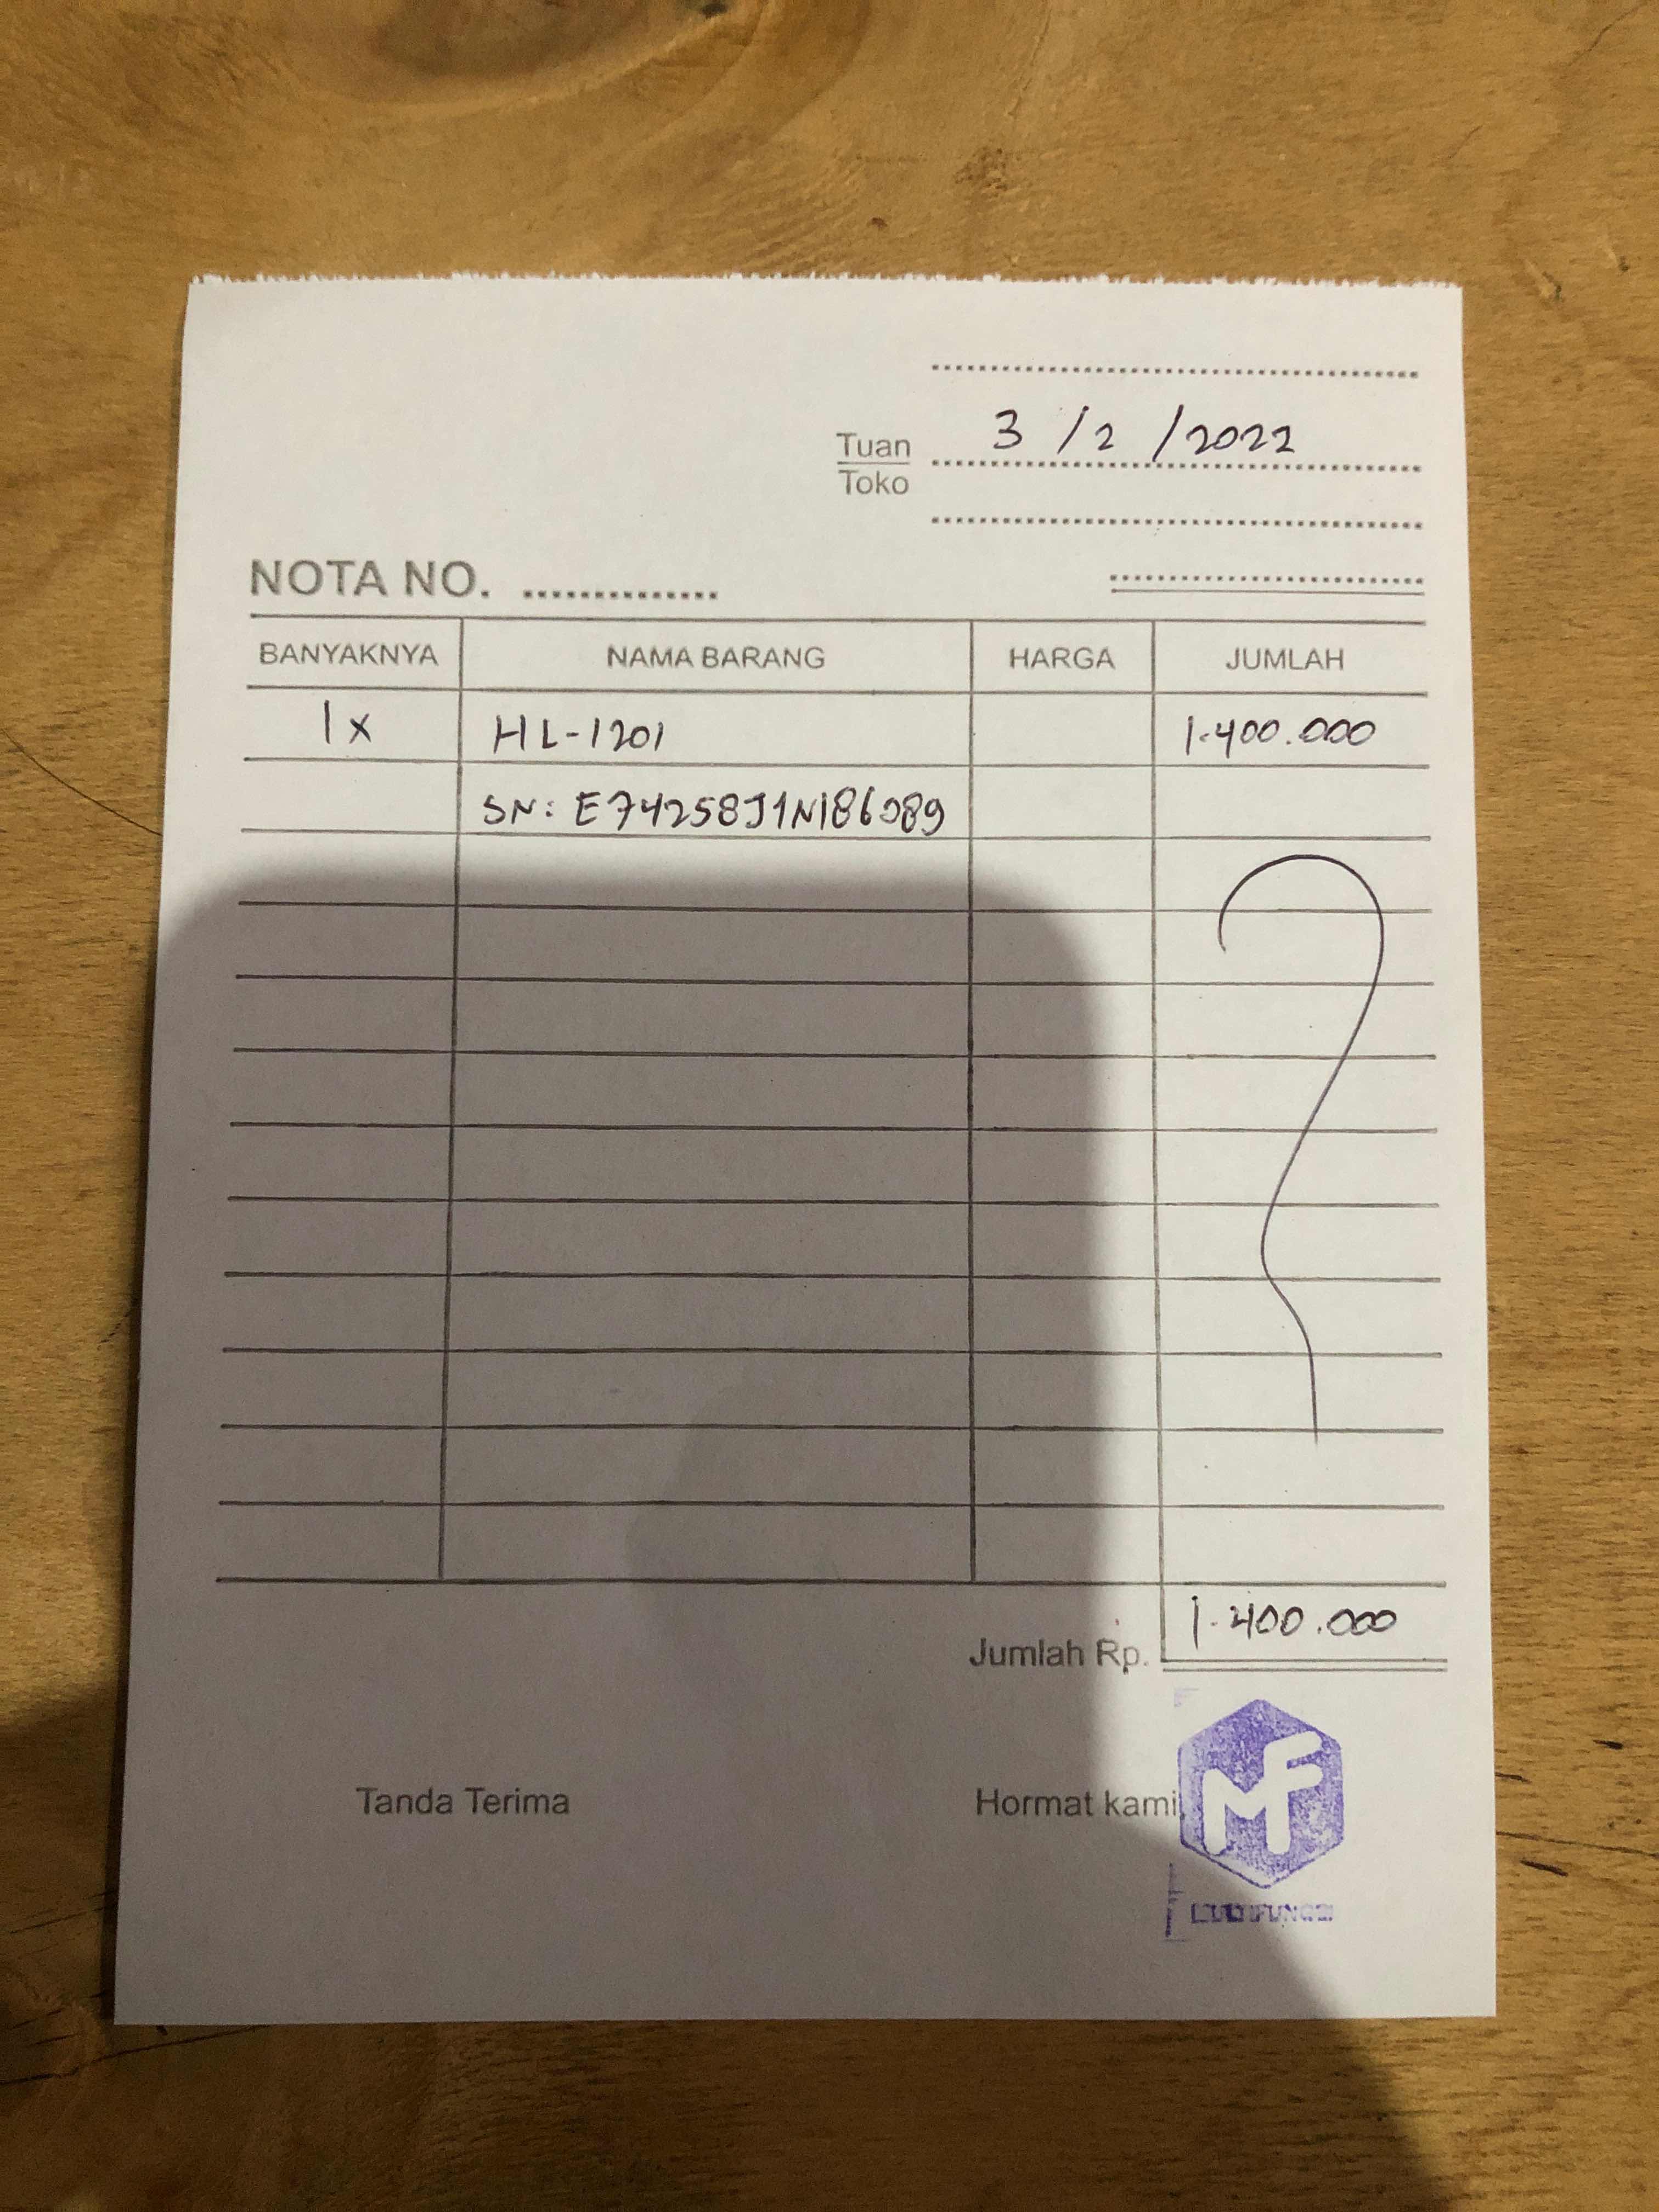 3 / 2 / 2022
Tuan
Toko
NOTA NO.
BANYAKNYA NAMA BARANG HARGA JUMLAH
1x HL-1201 1.400.000
SN: E74258J1N186089
Jumlah Rp. 1.400.000
Tanda Terima Hormat kami,
MF